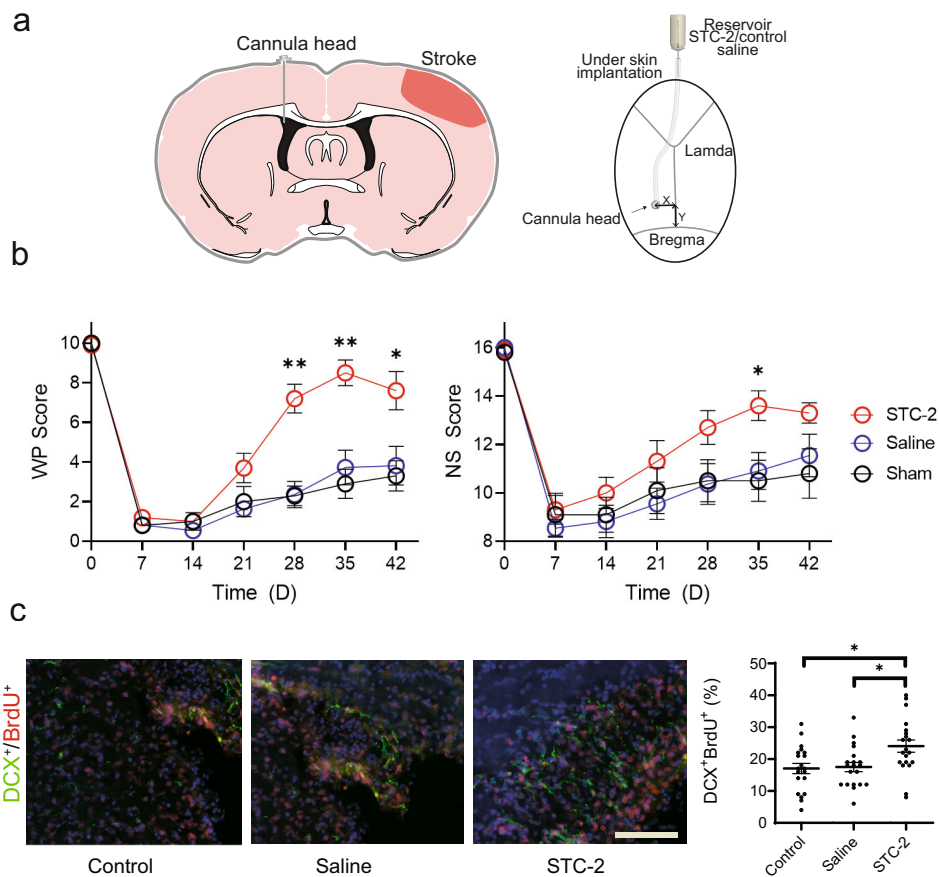 a
Cannula head
Stroke
Reservoir
STC-2/control
saline
Under skin
implantation
Lamda
X
Y
Cannula head
Bregma
b
WP Score
10
8
6
4
2
0
**
**
*
0 7 14 21 28 35 42
Time (D)
NS Score
16
14
12
10
8
*
0 7 14 21 28 35 42
Time (D)
STC-2
Saline
Sham
c
DCX+/BrdU+
Control
Saline
STC-2
DCX+BrdU+ (%)
50
40
30
20
10
0
*
*
Control
Saline
STC-2